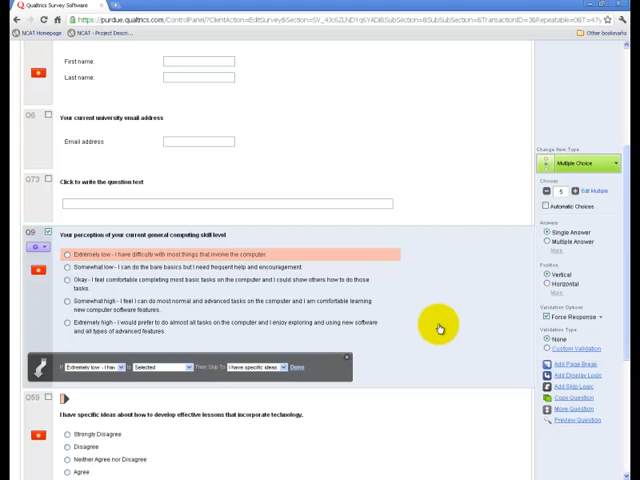 Qualtrics Survey Software
https://purdue.qualtrics.com/ControlPanel/?ClientAction=EditSurvey&Section=SV_
NCAT Homepage NCAT - Project Descri... Other bookmarks
First name:
Last name:
Q6
Your current university email address
Email address
Change Item Type
Multiple Choice
Q73
Click to write the question text
Choices
5 Edit Multiple
Automatic Choices
Answers
Single Answer
Multiple Answer
More
Position
Vertical
Horizontal
More
Validation Options
Force Response
Validation Type
None
Custom Validation
Add Page Break
Add Display Logic
Add Skip Logic
Copy Question
Move Question
Preview Question
Q9
Your perception of your current general computing skill level
Extremely low - I have difficulty with most things that involve the computer.
Somewhat low - I can do the bare basics but I need frequent help and encouragement.
Okay - I feel comfortable completing most basic tasks on the computer and I could show others how to do those
tasks.
Somewhat high - I feel I can do most normal and advanced tasks on the computer and I am comfortable learning
new computer software features.
Extremely high - I would prefer to do almost all tasks on the computer and I enjoy exploring and using new software
and all types of advanced features.
If Extremely low - I hav Is Selected Then Skip To I have specific ideas Done
Q59
I have specific ideas about how to develop effective lessons that incorporate technology.
Strongly Disagree
Disagree
Neither Agree nor Disagree
Agree